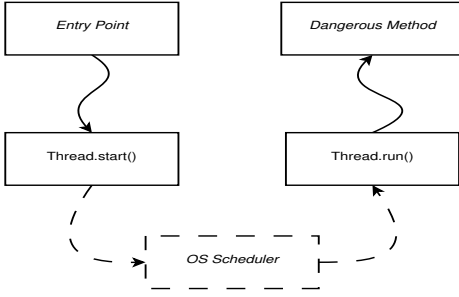 Entry Point
Dangerous Method
Thread.start()
Thread.run()
OS Scheduler